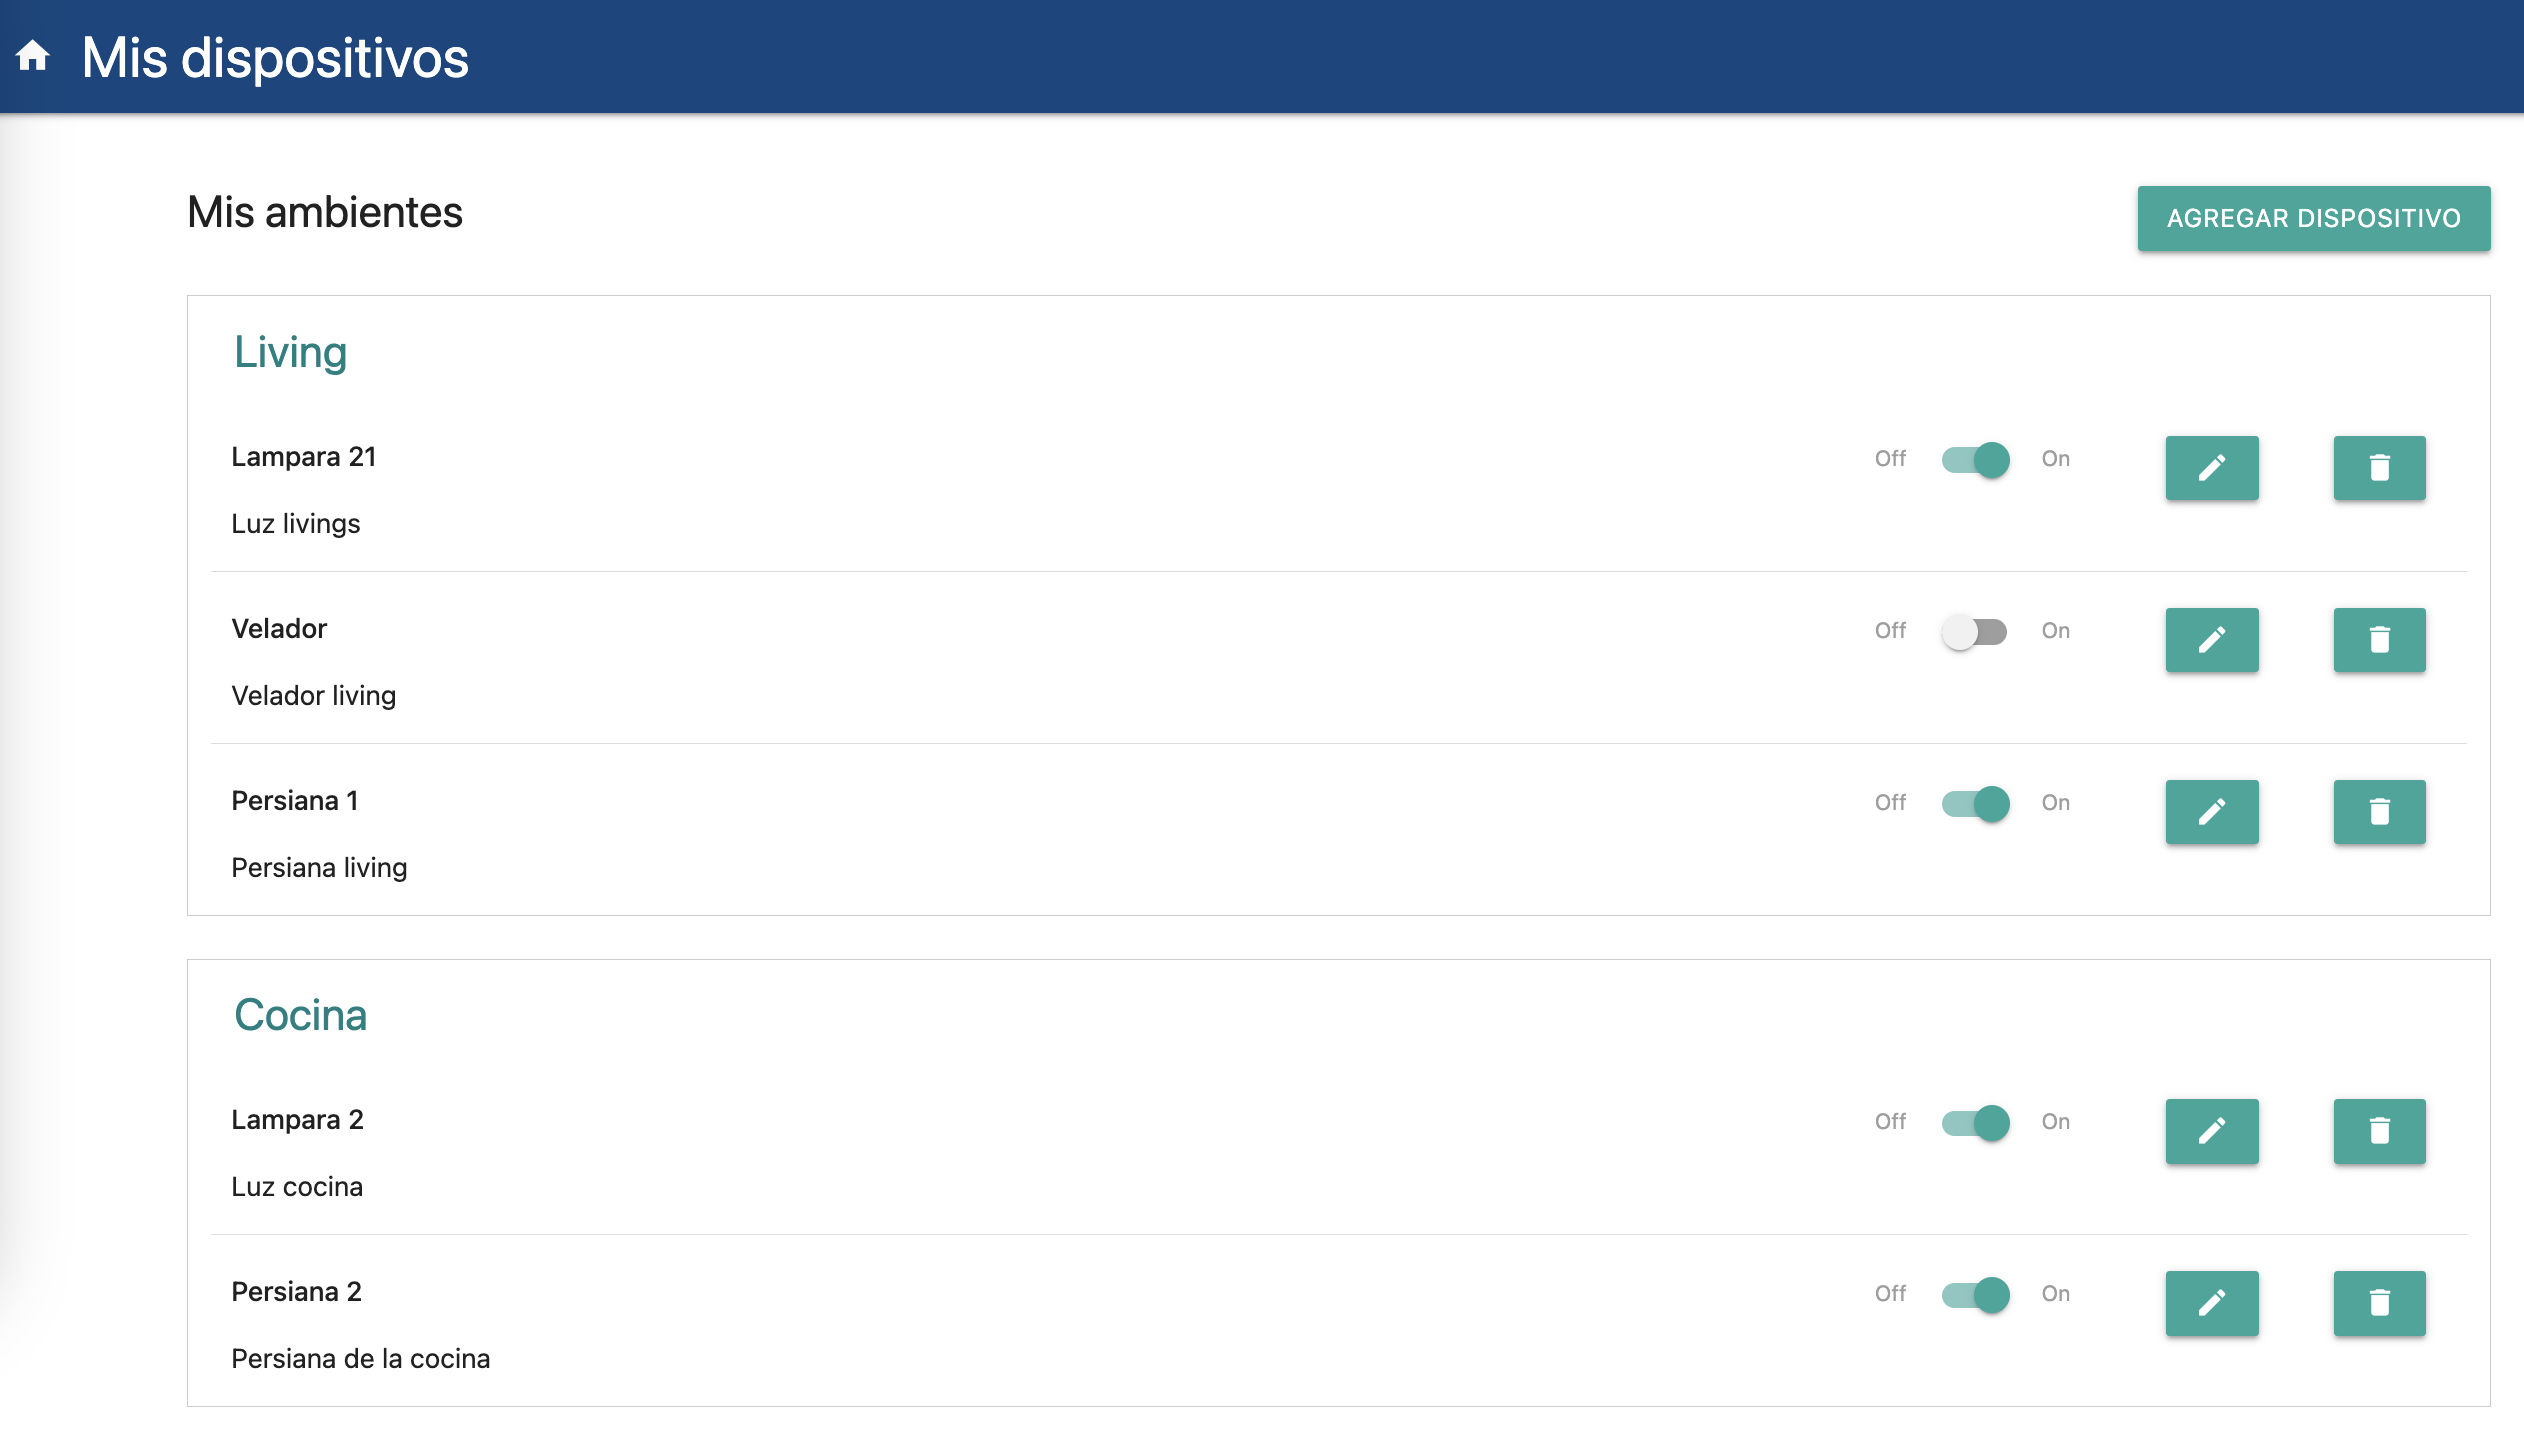 Mis dispositivos
Mis ambientes
AGREGAR DISPOSITIVO
Living
Lampara 21
Off On
Luz livings
Velador
Off On
Velador living
Persiana 1
Off On
Persiana living
Cocina
Lampara 2
Off On
Luz cocina
Persiana 2
Off On
Persiana de la cocina